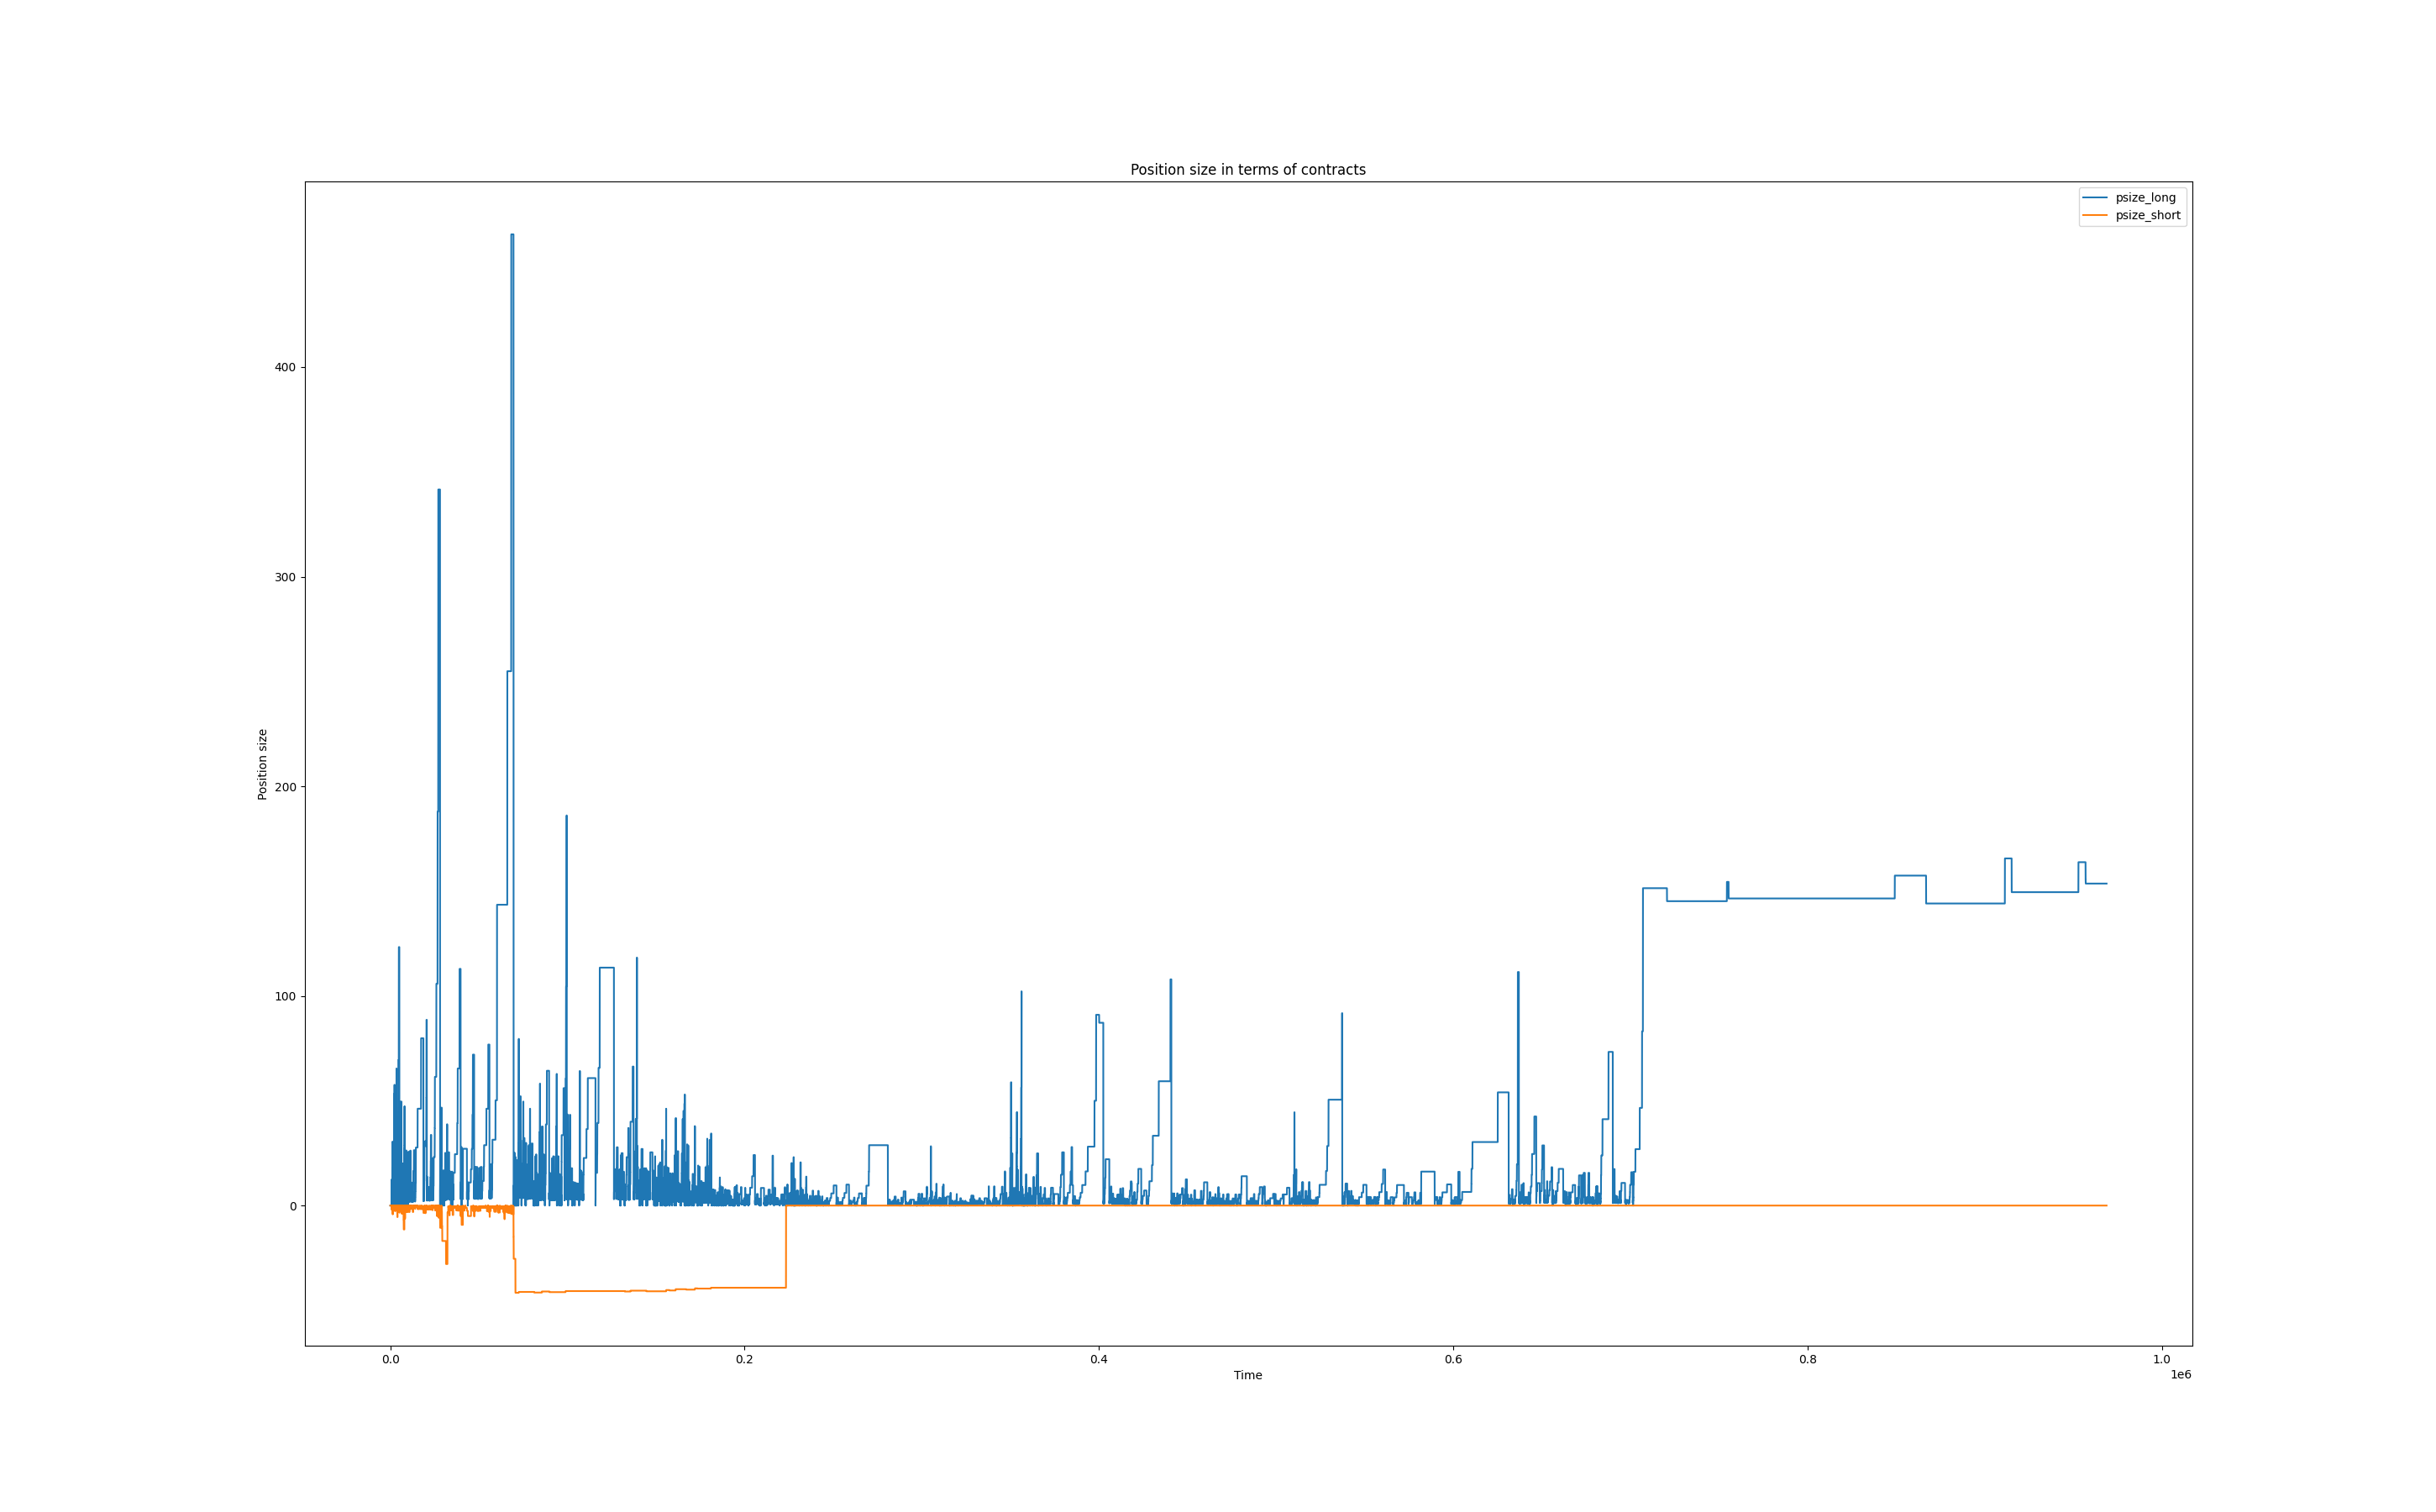 Position size in terms of contracts
psize_long
psize_short
400
300
200
100
0
Position size
0.0 0.2 0.4 0.6 0.8 1.0
1e6
Time